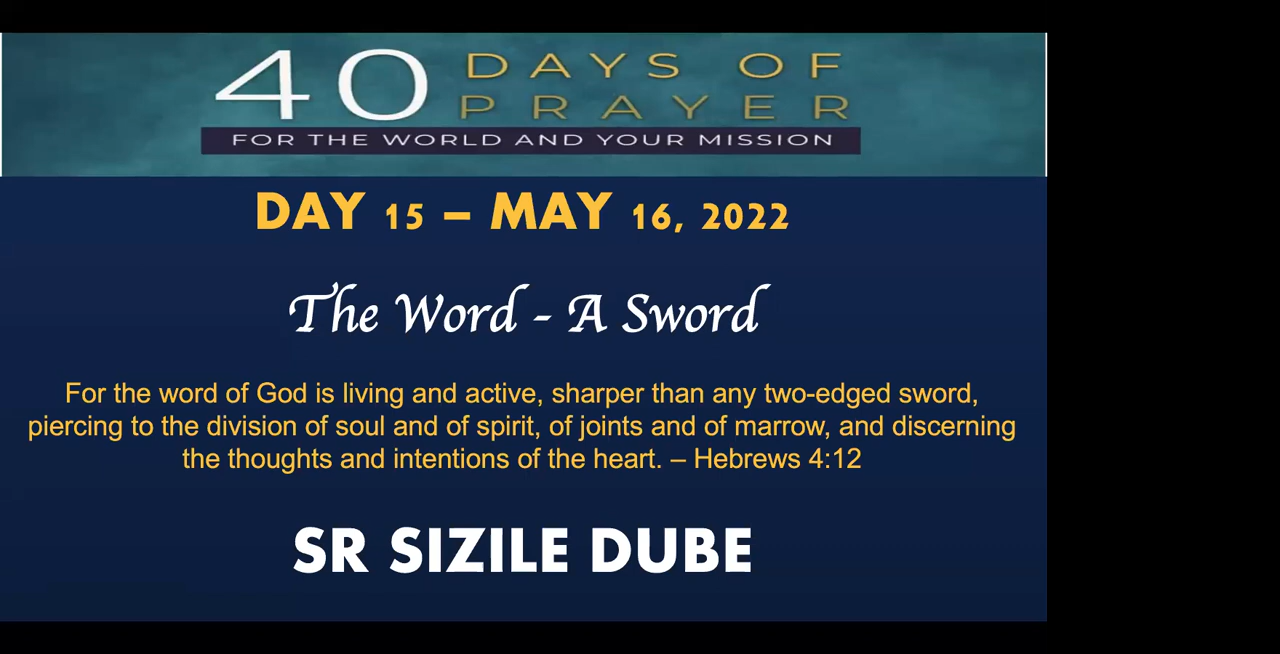 40 DAYS OF
PRAYER
FOR THE WORLD AND YOUR MISSION
DAY 15 – MAY 16, 2022
The Word - A Sword
For the word of God is living and active, sharper than any two-edged sword,
piercing to the division of soul and of spirit, of joints and of marrow, and discerning
the thoughts and intentions of the heart. – Hebrews 4:12
SR SIZILE DUBE